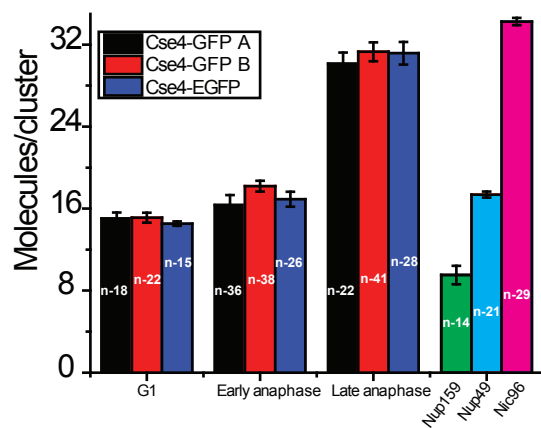 Molecules/cluster
32
24
16
8
0
Cse4-GFP A
Cse4-GFP B
Cse4-EGFP
n-18
n-22
n-15
n-36
n-38
n-26
n-22
n-41
n-28
n-14
n-21
n-29
G1
Early anaphase
Late anaphase
Nup159
Nup49
Nic96